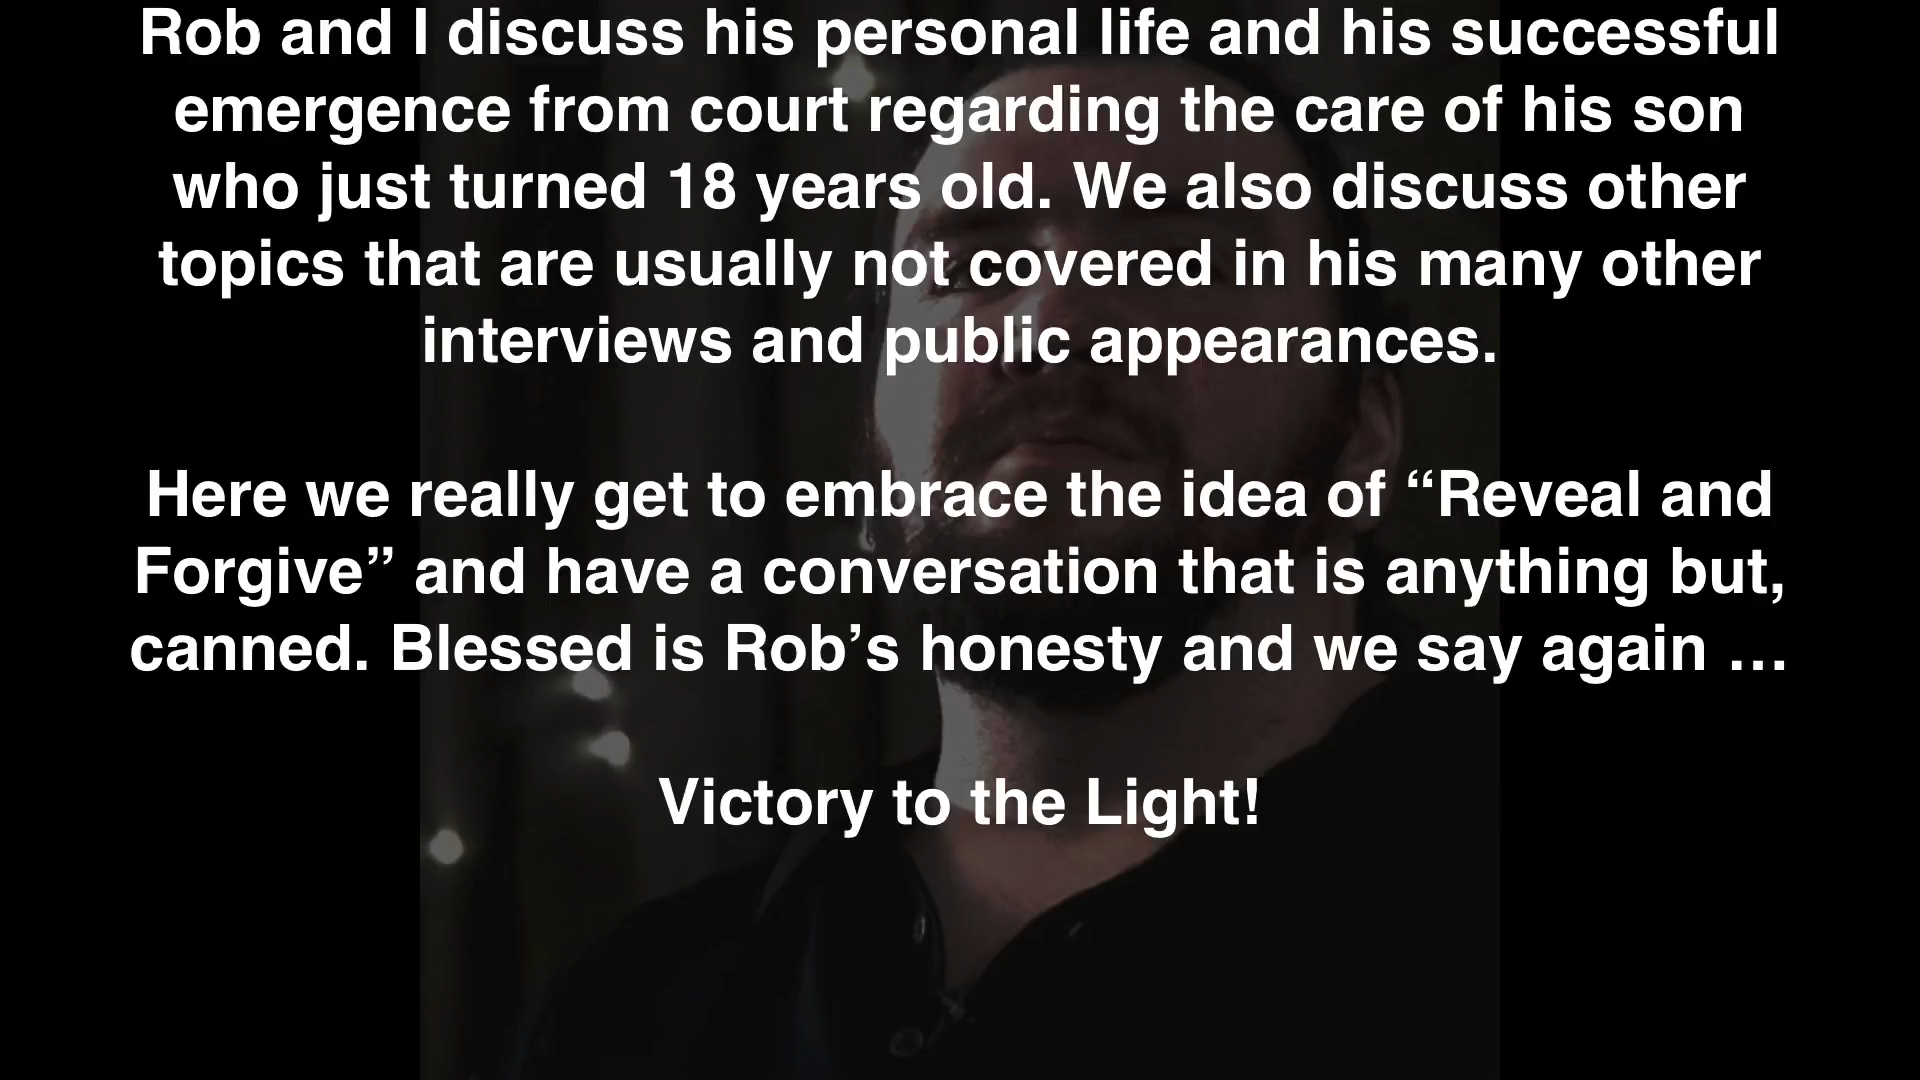 Rob and I discuss his personal life and his successful
emergence from court regarding the care of his son
who just turned 18 years old. We also discuss other
topics that are usually not covered in his many other
interviews and public appearances.
Here we really get to embrace the idea of “Reveal and
Forgive” and have a conversation that is anything but,
canned. Blessed is Rob’s honesty and we say again …
Victory to the Light!